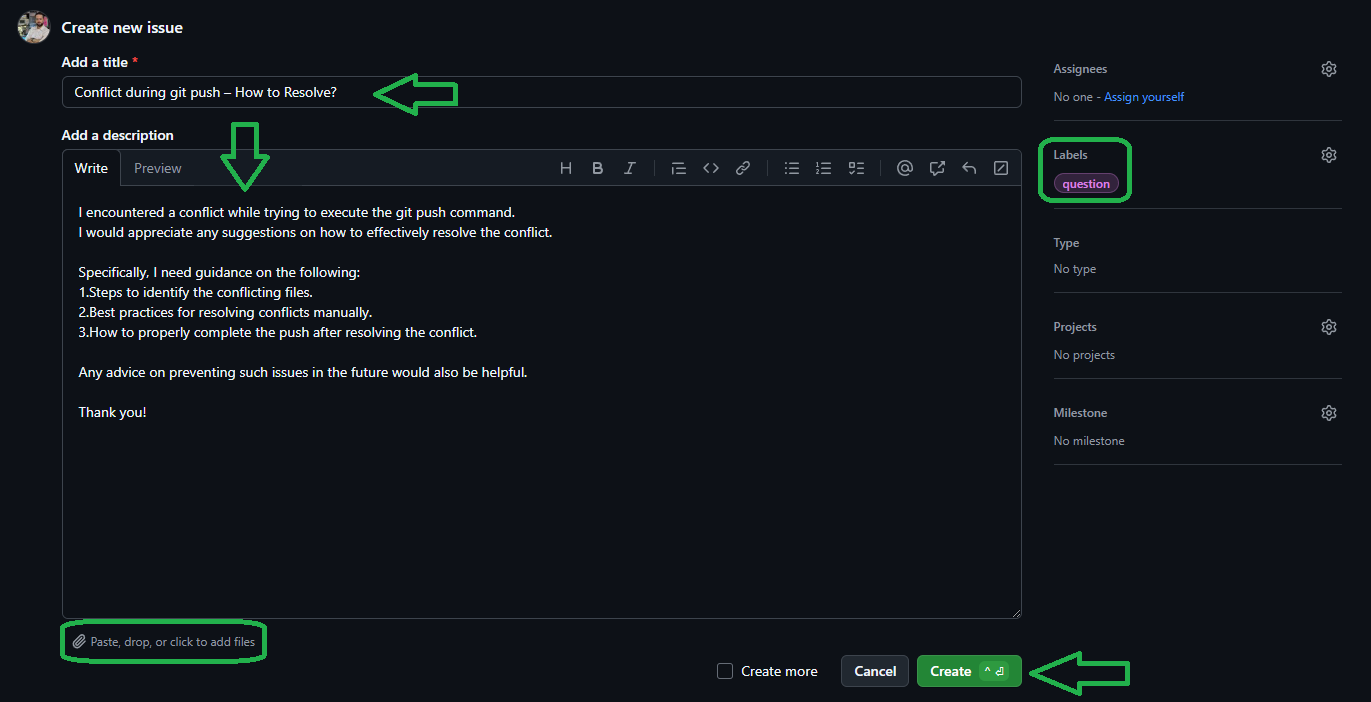 Create new issue
Add a title *
Conflict during git push – How to Resolve?
Add a description
Write Preview
I encountered a conflict while trying to execute the git push command.
I would appreciate any suggestions on how to effectively resolve the conflict.
Specifically, I need guidance on the following:
1.Steps to identify the conflicting files.
2.Best practices for resolving conflicts manually.
3.How to properly complete the push after resolving the conflict.
Any advice on preventing such issues in the future would also be helpful.
Thank you!
Paste, drop, or click to add files
Create more Cancel Create
Assignees
No one - Assign yourself
Labels
question
Type
No type
Projects
No projects
Milestone
No milestone